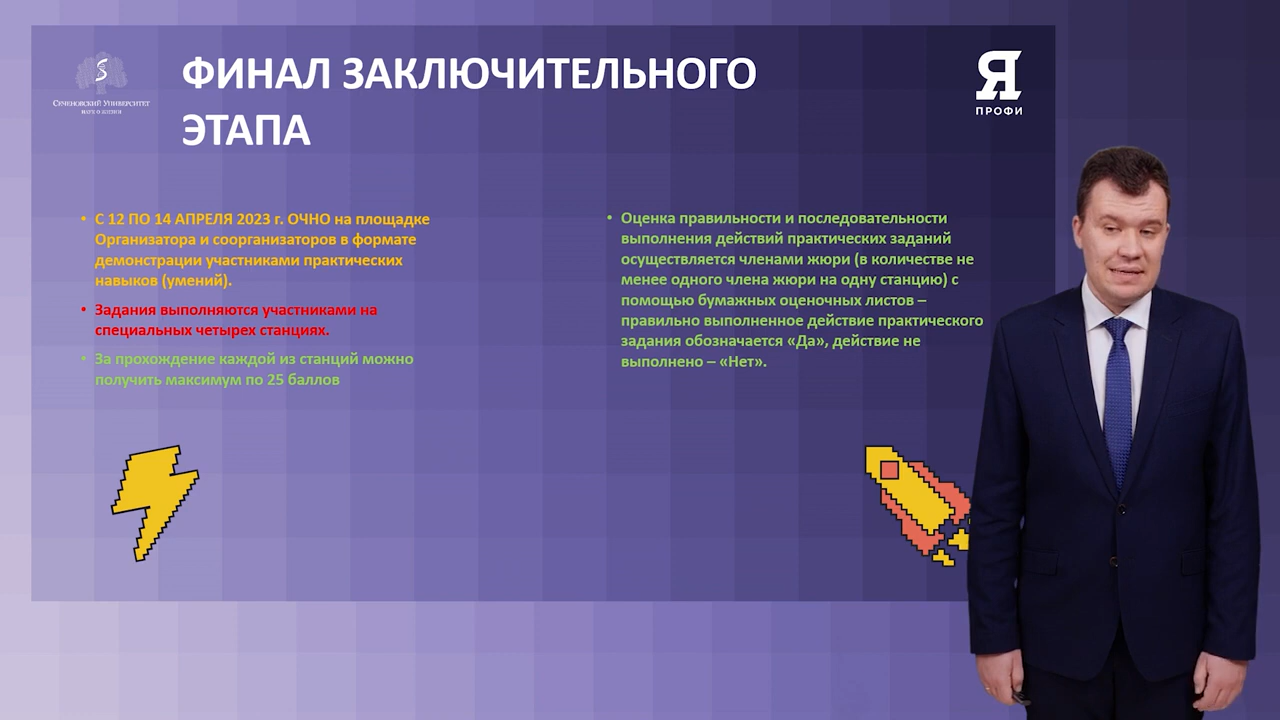 СЕЧЕНОВСКИЙ УНИВЕРСИТЕТ
НАУК О ЖИЗНИ
ФИНАЛ ЗАКЛЮЧИТЕЛЬНОГО
ЭТАПА
Я
ПРОФИ
• С 12 ПО 14 АПРЕЛЯ 2023 г. ОЧНО на площадке
Организатора и соорганизаторов в формате
демонстрации участниками практических
навыков (умений).
• Задания выполняются участниками на
специальных четырех станциях.
• За прохождение каждой из станций можно
получить максимум по 25 баллов
• Оценка правильности и последовательности
выполнения действий практических заданий
осуществляется членами жюри (в количестве не
менее одного члена жюри на одну станцию) с
помощью бумажных оценочных листов –
правильно выполненное действие практического
задания обозначается «Да», действие не
выполнено – «Нет».